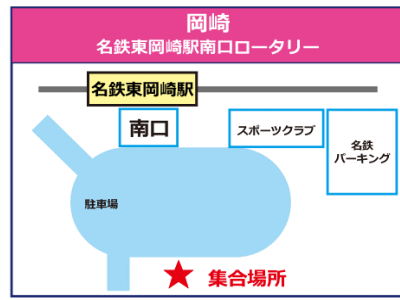 岡崎
名鉄東岡崎駅南口ロータリー
名鉄東岡崎駅
南口
スポーツクラブ
名鉄
パーキング
駐車場
集合場所